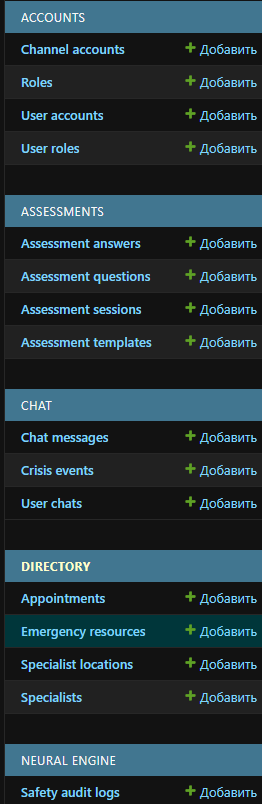 ACCOUNTS
Channel accounts + Добавить
Roles + Добавить
User accounts + Добавить
User roles + Добавить
ASSESSMENTS
Assessment answers + Добавить
Assessment questions + Добавить
Assessment sessions + Добавить
Assessment templates + Добавить
CHAT
Chat messages + Добавить
Crisis events + Добавить
User chats + Добавить
DIRECTORY
Appointments + Добавить
Emergency resources + Добавить
Specialist locations + Добавить
Specialists + Добавить
NEURAL ENGINE
Safety audit logs + Добавить